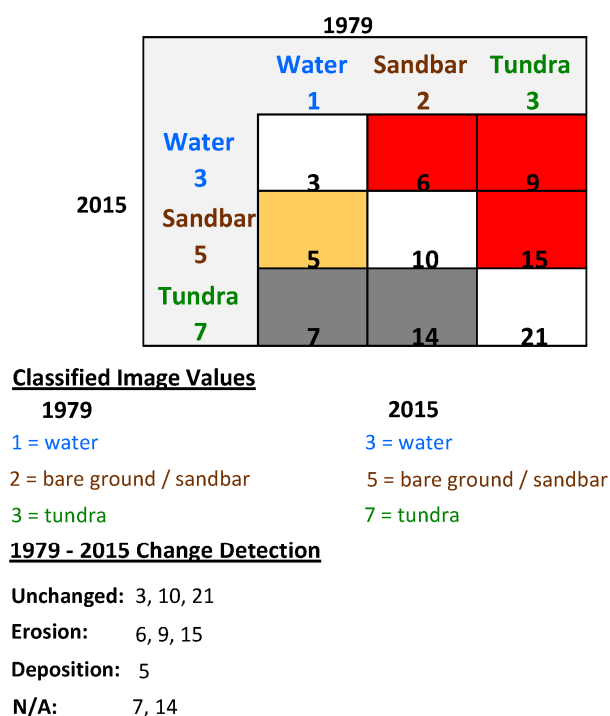 1979
Water Sandbar Tundra
1 2 3
Water
3 3 6 9
2015
Sandbar
5 5 10 15
Tundra
7 7 14 21
Classified Image Values
1979 2015
1 = water 3 = water
2 = bare ground / sandbar 5 = bare ground / sandbar
3 = tundra 7 = tundra
1979 - 2015 Change Detection
Unchanged: 3, 10, 21
Erosion: 6, 9, 15
Deposition: 5
N/A: 7, 14